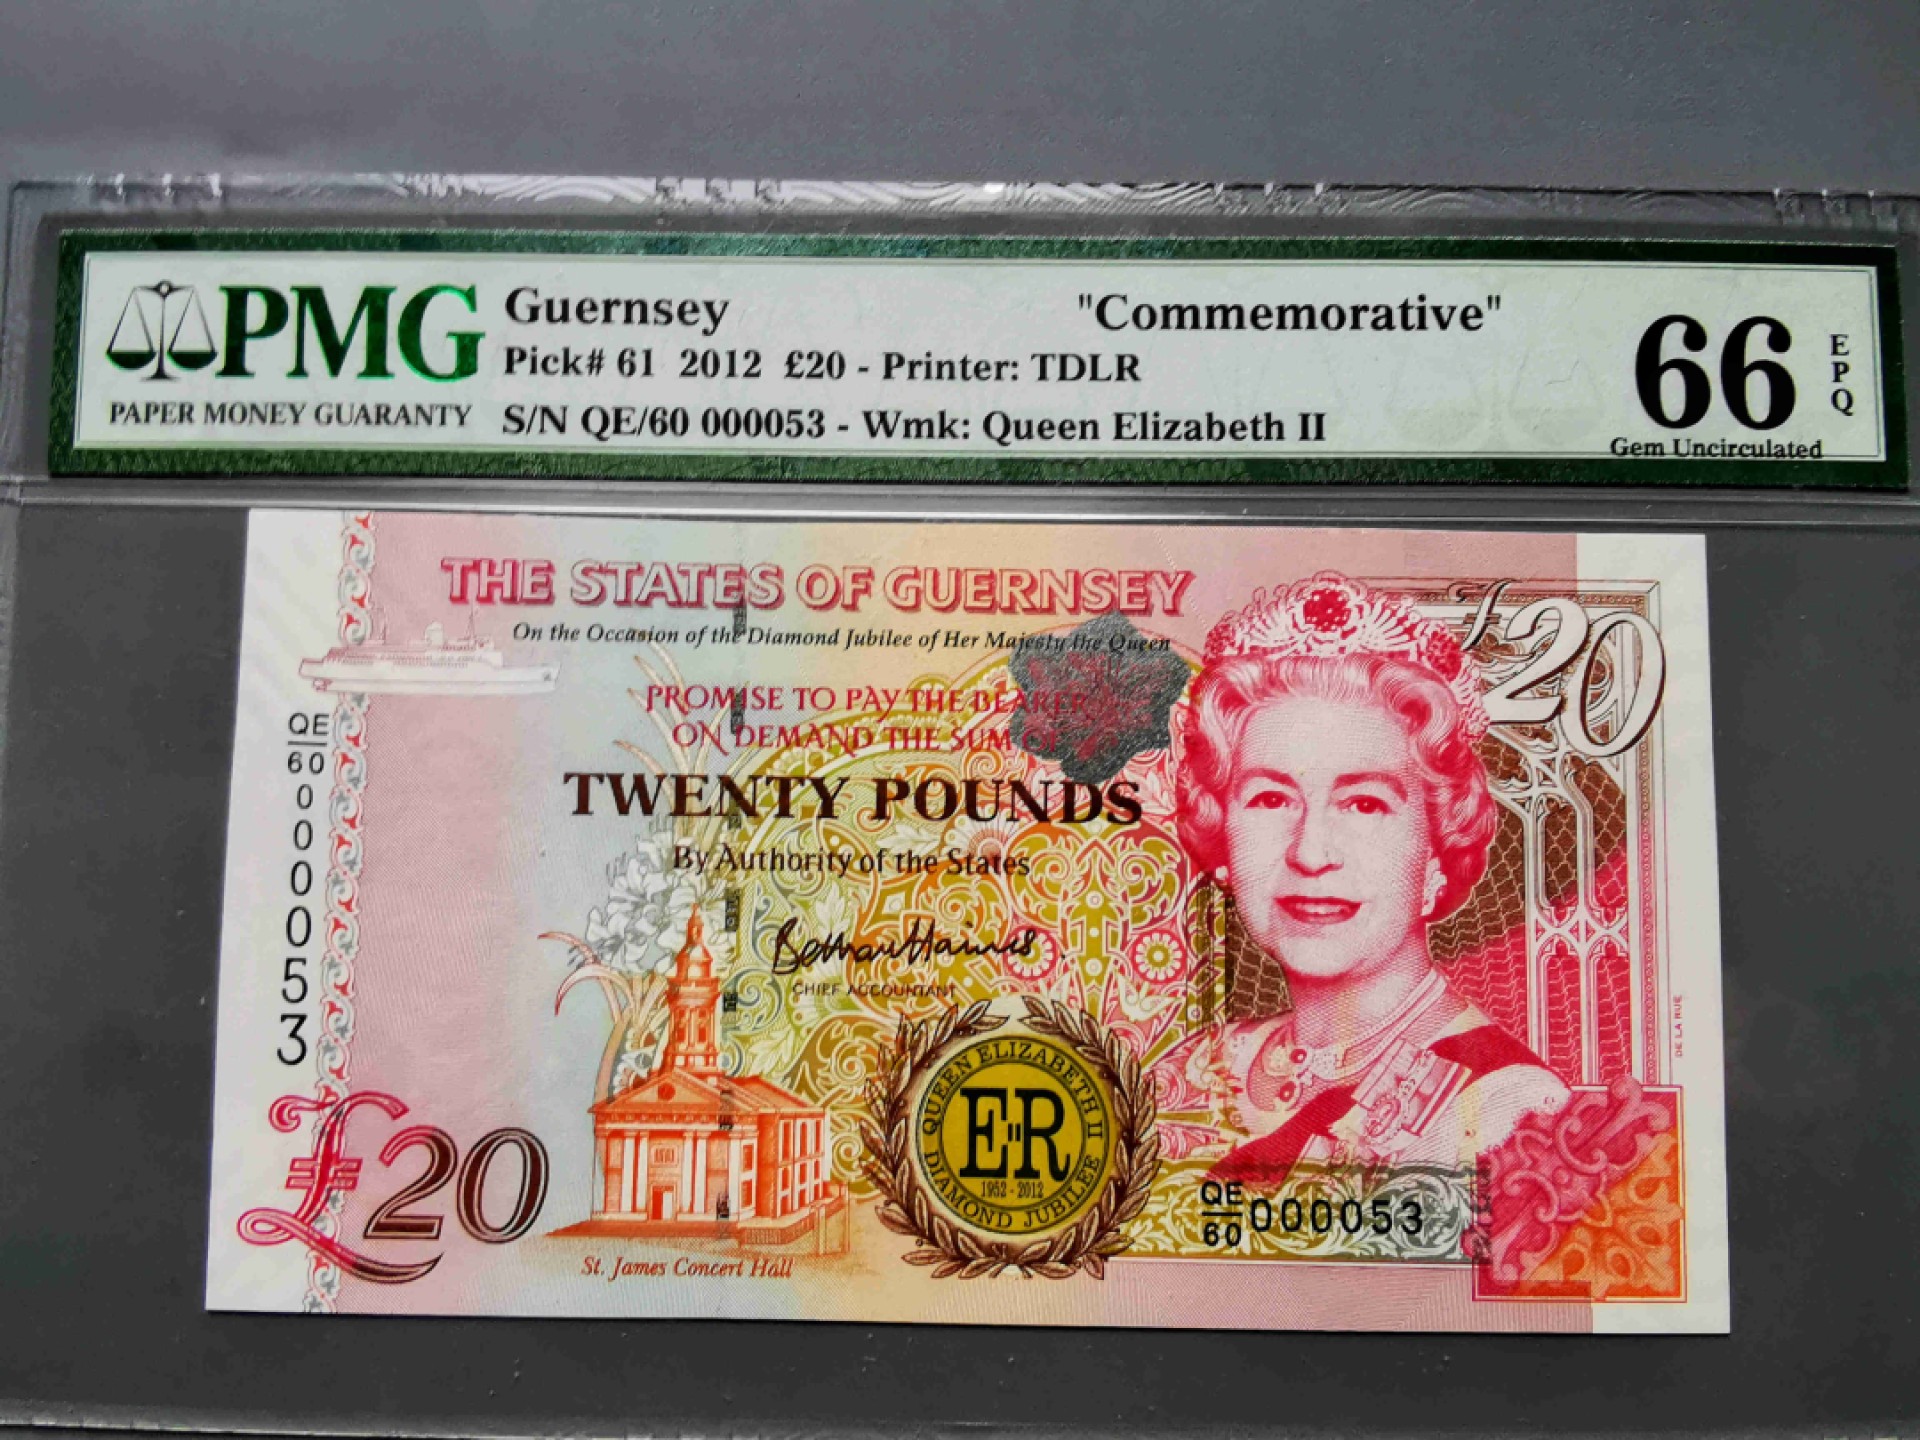 PMG
PAPER MONEY GUARANTY
Guernsey "Commemorative"
Pick# 61 2012 £20 - Printer: TDLR
S/N QE/60 000053 - Wmk: Queen Elizabeth II
66
EPQ
Gem Uncirculated
THE STATES OF GUERNSEY
On the Occasion of the Diamond Jubilee of Her Majesty the Queen
£20
PROMISE TO PAY THE BEARER
ON DEMAND THE SUM OF
TWENTY POUNDS
By Authority of the States
Bethan Haines
CHIEF ACCOUNTANT
QE
60
000053
£20
St. James Concert Hall
QUEEN ELIZABETH II
EIIR
1952 - 2012
DIAMOND JUBILEE
QE
60 000053
DE LA RUE